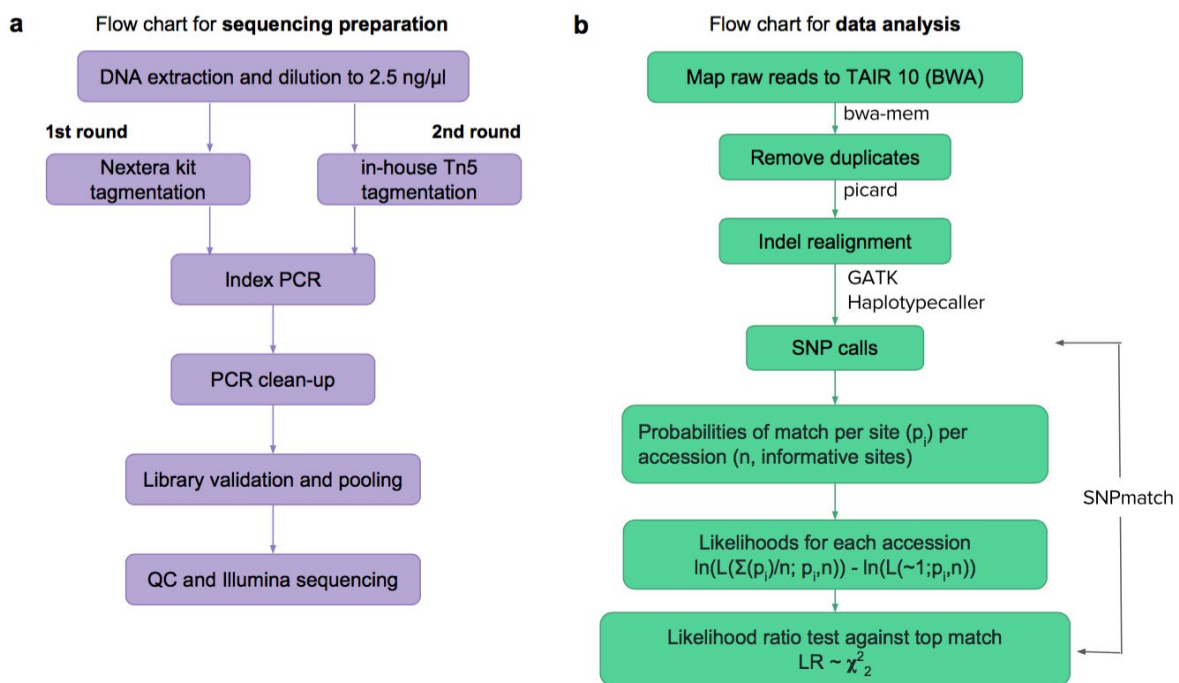 a
Flow chart for sequencing preparation
DNA extraction and dilution to 2.5 ng/µl
1st round
2nd round
Nextera kit
tagmentation
in-house Tn5
tagmentation
Index PCR
PCR clean-up
Library validation and pooling
QC and Illumina sequencing
b
Flow chart for data analysis
Map raw reads to TAIR 10 (BWA)
bwa-mem
Remove duplicates
picard
Indel realignment
GATK
Haplotypecaller
SNP calls
Probabilities of match per site (pᵢ) per
accession (n, informative sites)
Likelihoods for each accession
ln(L(Σ(pᵢ)/n; pᵢ,n)) - ln(L(~1;pᵢ,n))
Likelihood ratio test against top match
LR ~ χ²₂
SNPmatch